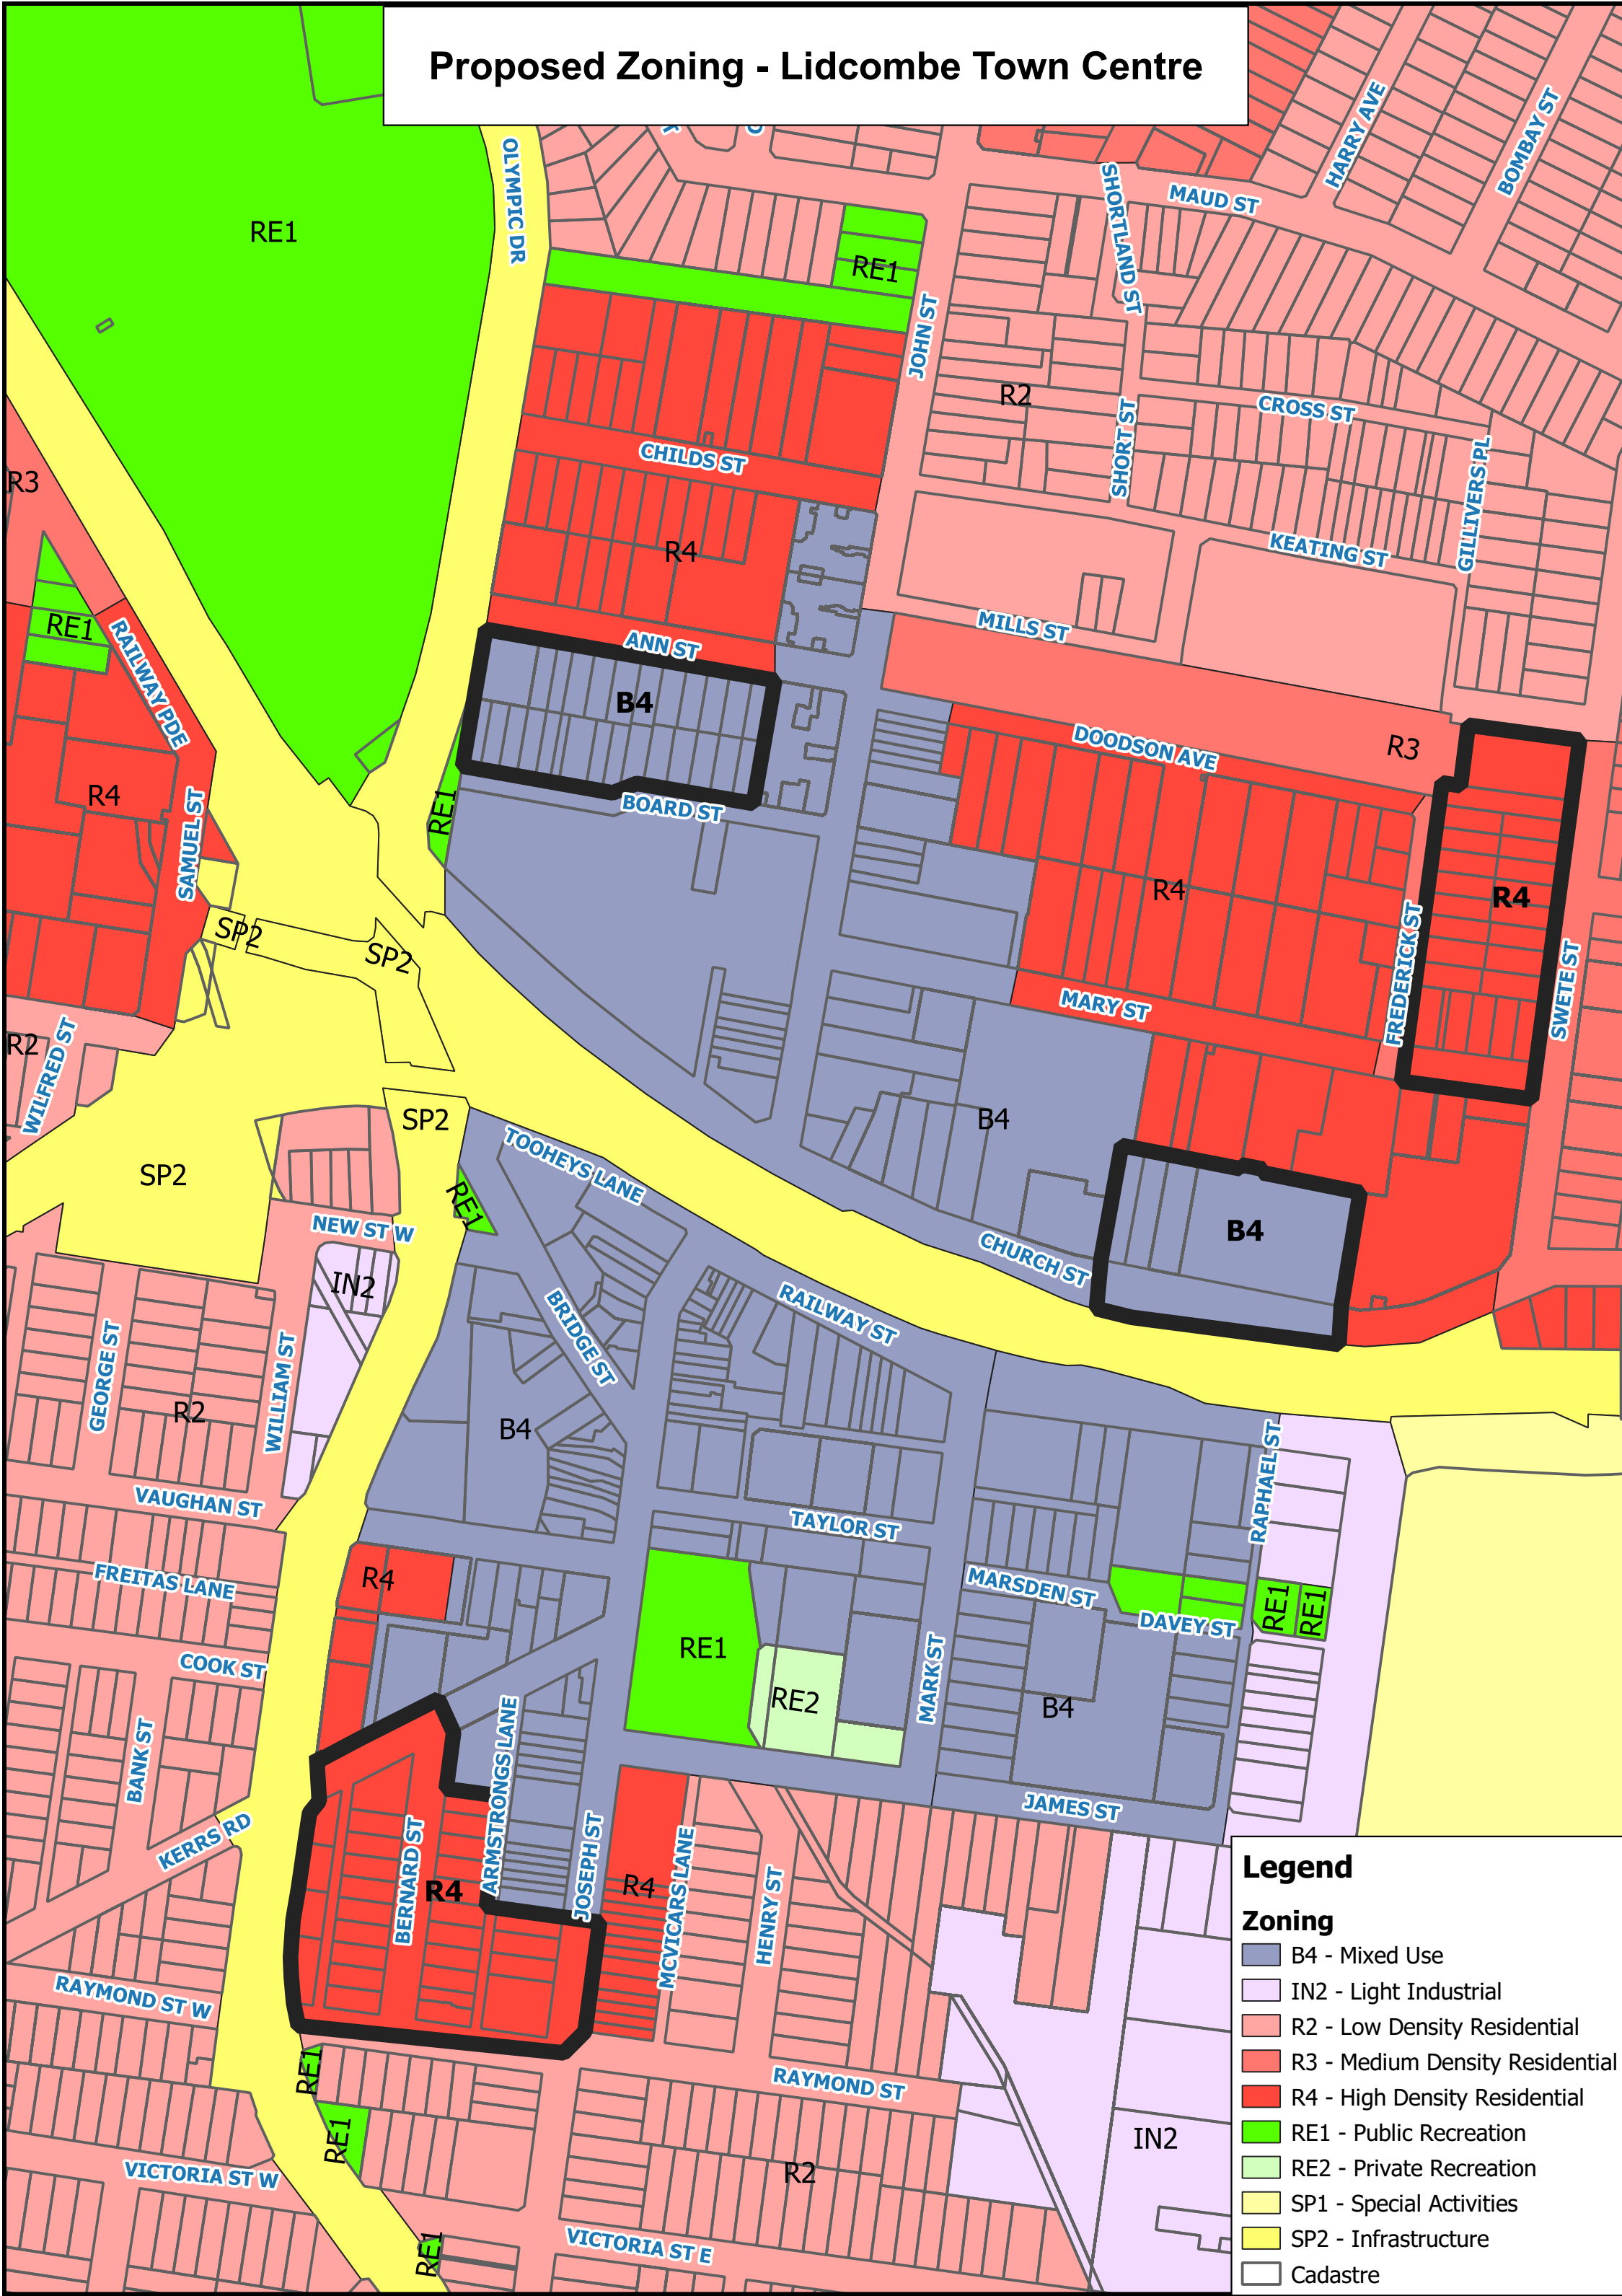 Proposed Zoning - Lidcombe Town Centre
OLYMPIC DR
HARRY AVE
BOMBAY ST
SHORTLAND ST
MAUD ST
RE1
RE1
JOHN ST
R2
CROSS ST
SHORT ST
CHILDS ST
GILLIVERS PL
R3
R4
KEATING ST
RE1
RAILWAY PDE
ANN ST
MILLS ST
B4
DOODSON AVE
R3
R4
SAMUEL ST
RE1
BOARD ST
R4
R4
FREDERICK ST
SWETE ST
SP2
SP2
MARY ST
R2
WILFRED ST
SP2
B4
TOOHEYS LANE
SP2
RE1
NEW ST W
CHURCH ST
B4
IN2
BRIDGE ST
RAILWAY ST
GEORGE ST
WILLIAM ST
R2
B4
RAPHAEL ST
VAUGHAN ST
TAYLOR ST
FREITAS LANE
R4
MARSDEN ST
RE1
RE1
DAVEY ST
RE1
COOK ST
RE2
MARK ST
B4
BANK ST
ARMSTRONGS LANE
KERRS RD
JAMES ST
BERNARD ST
R4
JOSEPH ST
R4
MCVICARS LANE
HENRY ST
RAYMOND ST W
RE1
RAYMOND ST
RE1
IN2
VICTORIA ST W
R2
RE1
VICTORIA ST E
Legend
Zoning
B4 - Mixed Use
IN2 - Light Industrial
R2 - Low Density Residential
R3 - Medium Density Residential
R4 - High Density Residential
RE1 - Public Recreation
RE2 - Private Recreation
SP1 - Special Activities
SP2 - Infrastructure
Cadastre